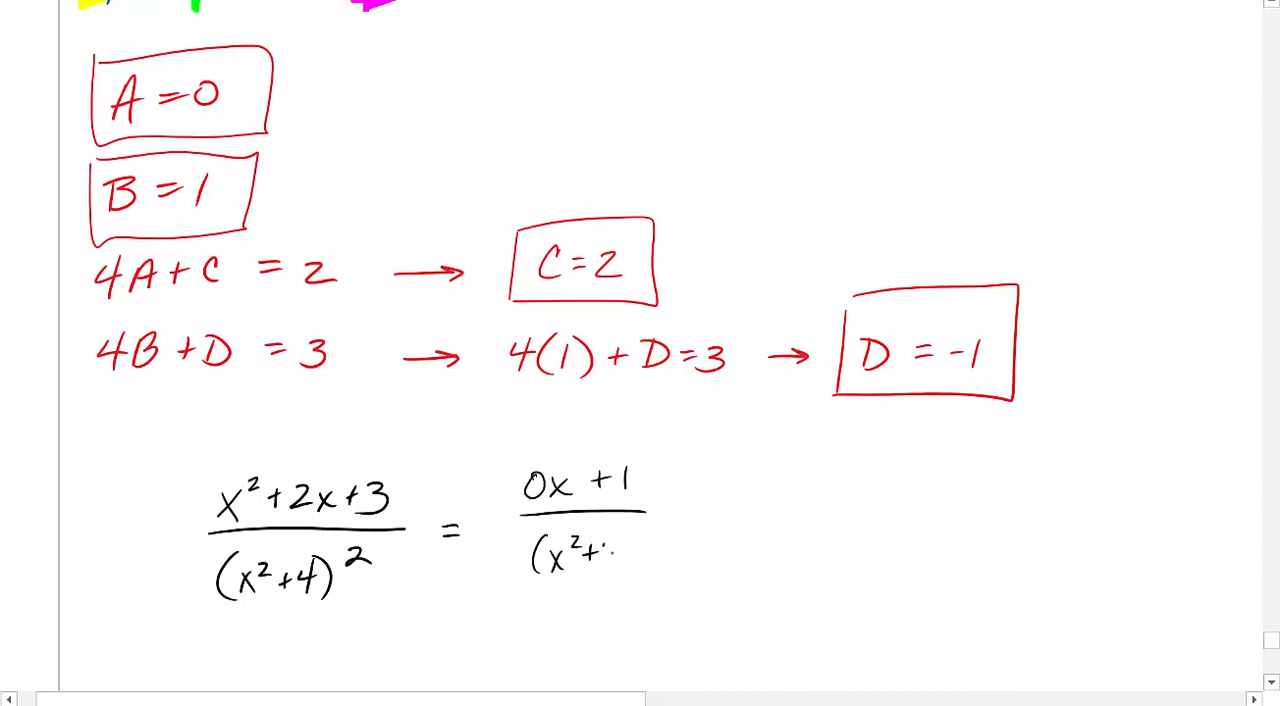 A = 0
B = 1
4A + C = 2 → C = 2
4B + D = 3 → 4(1) + D = 3 → D = -1
x²+2x+3 / (x²+4)² = 0x + 1 / (x²+